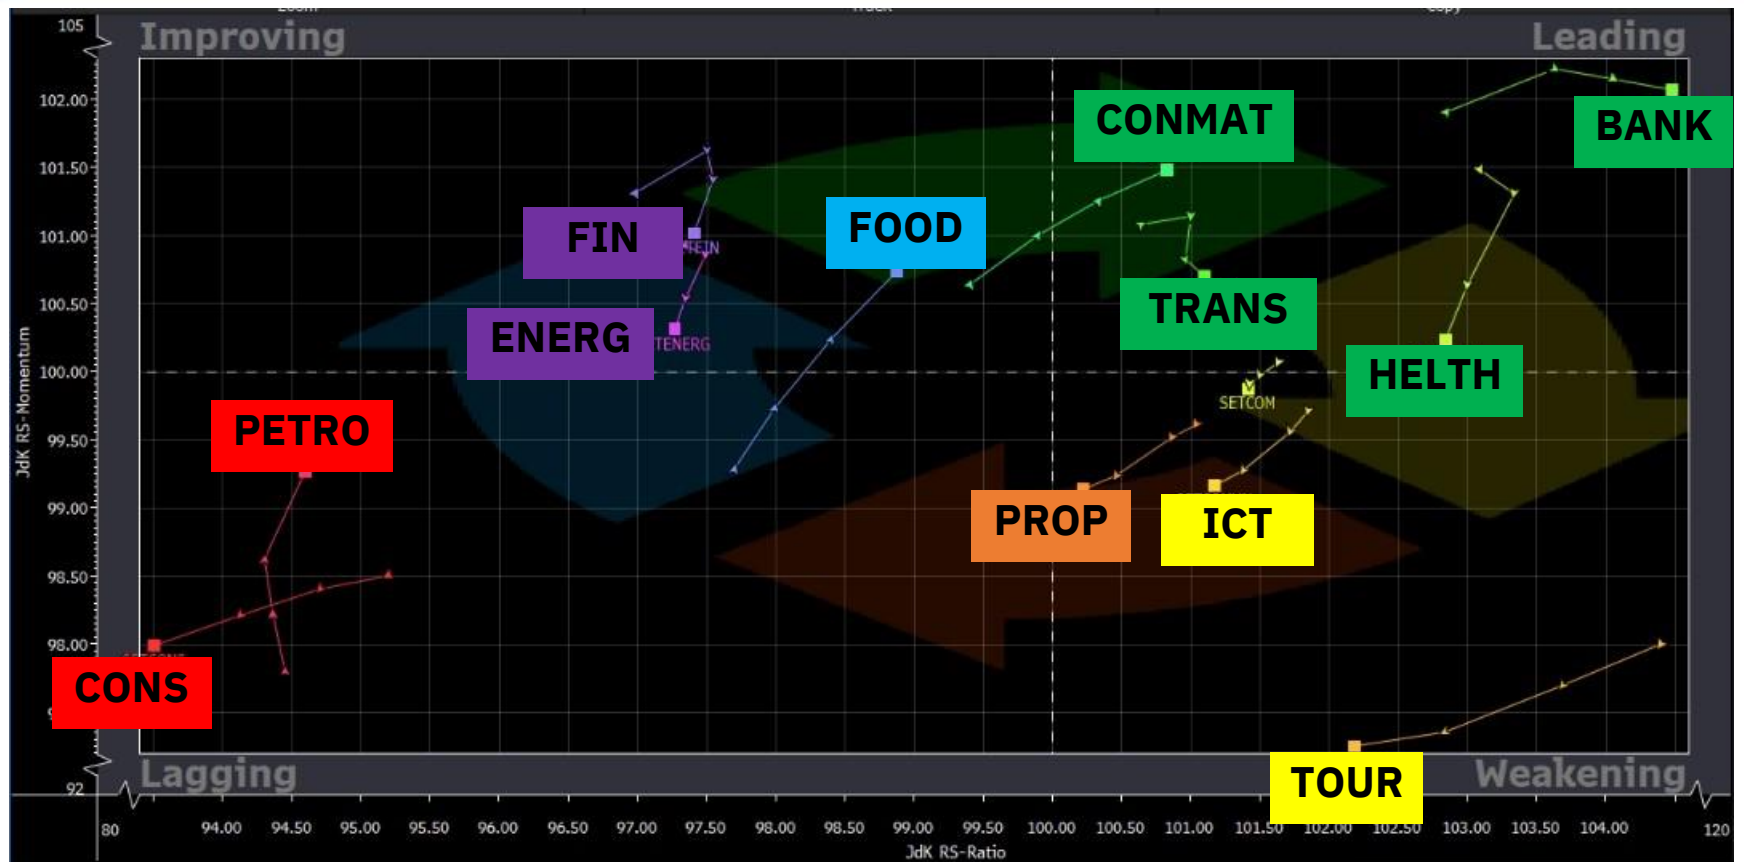 Zoom
Track
Copy
105
Improving
Leading
102.00
CONMAT
BANK
101.50
FIN
FOOD
101.00
TRANS
100.50
ENERG
TENERG
HELTH
100.00
PETRO
SETCOM
99.50
99.00
PROP
ICT
98.50
98.00
CONS
Lagging
Weakening
92
TOUR
80
94.00 94.50 95.00 95.50 96.00 96.50 97.00 97.50 98.00 98.50 99.00 99.50 100.00 100.50 101.00 101.50 102.00 102.50 103.00 103.50 104.00
120
JdK RS-Ratio
JdK RS-Momentum